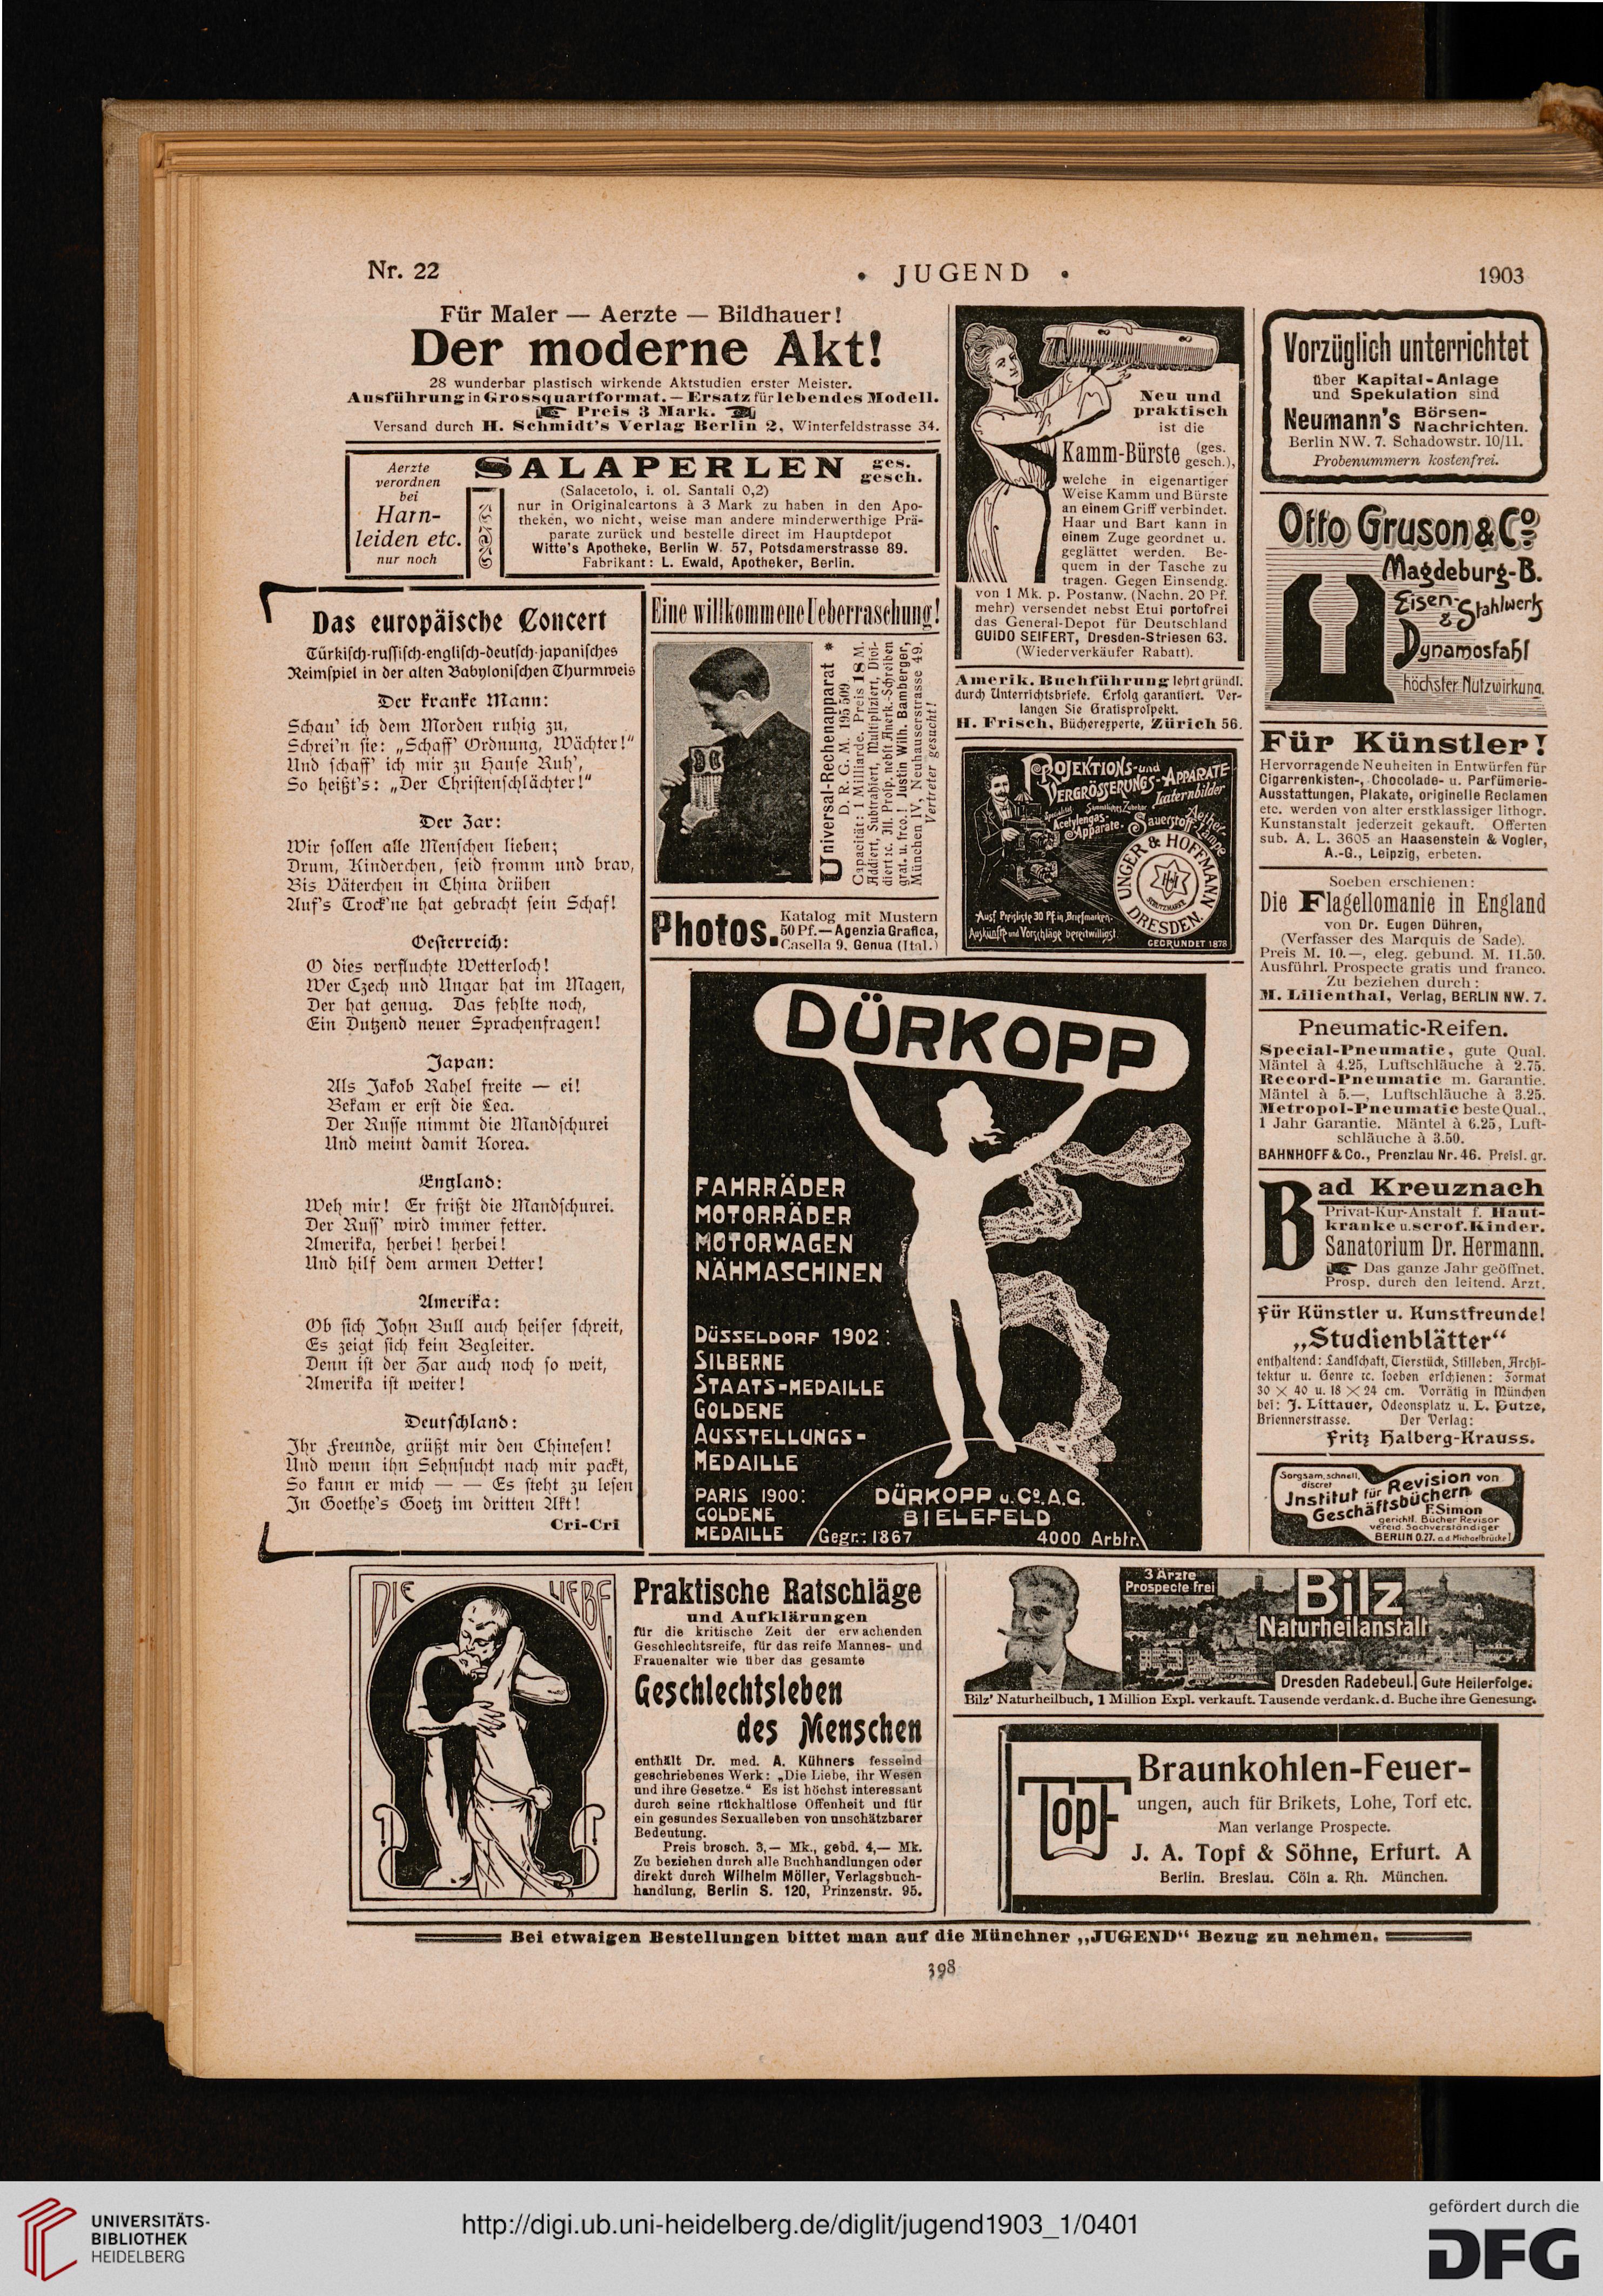 Nr. 22
• JUGEND •
1903
Für Maler — Aerzte — Bildhauer!
Der moderne Akt!
28 wunderbar plastisch wirkende Aktstudien erster Meister.
Ausführung in Grossquartformat. — Ersatz für lebendes Modell.
Preis 3 Mark.
Versand durch H. Schmidt's Verlag Berlin 2, Winterfeldstrasse 34.
Aerzte
verordnen
bei
Harn-
leiden etc.
nur noch
SALAPERLEN ges. gesch.
(Salacetolo, i. ol. Santali 0,2)
nur in Originalcartons à 3 Mark zu haben in den Apo-
theken, wo nicht, weise man andere minderwerthige Prä-
parate zurück und bestelle direct im Hauptdepot
Witte's Apotheke, Berlin W. 57, Potsdamerstrasse 89.
Fabrikant: L. Ewald, Apotheker, Berlin.
Das europäische Concert
Türkisch-russisch-englisch-deutsch-japanisches
Reimspiel in der alten Babylonischen Thurmweis
Der kranke Mann:
Schau' ich dem Morden ruhig zu,
Schrei'n sie: „Schaff' Ordnung, Wächter!"
Und schaff' ich mir zu Hause Ruh',
So heißt's: „Der Christenschlächter!"
Der Zar:
Wir sollen alle Menschen lieben;
Drum, Kinderchen, seid fromm und brav,
Bis Väterchen in China drüben
Auf's Trock'ne hat gebracht sein Schaf!
Oesterreich:
O dies verfluchte Wetterloch!
Wer Czech und Ungar hat im Magen,
Der hat genug. Das fehlte noch,
Ein Dutzend neuer Sprachenfragen!
Japan:
Als Jakob Rahel freite — ei!
Bekam er erst die Lea.
Der Russe nimmt die Mandschurei
Und meint damit Korea.
England:
Weh mir! Er frißt die Mandschurei.
Der Russ' wird immer fetter.
Amerika, herbei! herbei!
Und hilf dem armen Vetter!
Amerika:
Ob sich John Bull auch heiser schreit,
Es zeigt sich kein Begleiter.
Denn ist der Zar auch noch so weit,
Amerika ist weiter!
Deutschland:
Ihr Freunde, grüßt mir den Chinesen!
Und wenn ihn Sehnsucht nach mir packt,
So kann er mich — — Es steht zu lesen
In Goethe's Goetz im dritten Akt!
Cri-Cri
Eine willkommene Ueberraschung!
Universal-Rechenapparat *
D. R. G. M. 195 509.
Capacität: 1 Milliarde. Preis 18 M.
Addiert, Subtrahiert, Multipliziert, Divi-
diert ꝛc. Ill. Prosp. nebst Anerk.-Schreiben
grat. u. frco.! Justin Wilh. Bamberger,
München IV, Neuhauserstrasse 49.
Vertreter gesucht!
Photos.
Katalog mit Mustern
50 Pf. — Agenzia Grafica,
Casella 9, Genua (Ital.)
Neu und
praktisch
ist die
Kamm-Bürste (ges. gesch.),
welche in eigenartiger
Weise Kamm und Bürste
an einem Griff verbindet.
Haar und Bart kann in
einem Zuge geordnet u.
geglättet werden. Be-
quem in der Tasche zu
tragen. Gegen Einsendg.
von 1 Mk. p. Postanw. (Nachn. 20 Pf.
mehr) versendet nebst Etui portofrei
das General-Depot für Deutschland
GUIDO SEIFERT, Dresden-Striesen 63.
(Wiederverkäufer Rabatt).
Amerik. Buchführung lehrt gründl.
durch Unterrichtsbriefe. Erfolg garantiert. Ver-
langen Sie Gratisprospekt.
H. Frisch, Bücherexperte, Zürich 56.
PROJEKTIONS- und
VERGRÖSSERUNGS-APPARATE
Laternbilder
Specialität: Sämmtliches Zubehör
Acetylengas-Apparate.
Sauerstoff-Aether-Lampe
UNGER & HOFFMANN
DRESDEN.
SCHUTZMARKE
Ausf. Preisliste 30 Pf. in Briefmarken.
Auskünfte und Vorschläge bereitwilligst.
GEGRÜNDET 1878
DÜRKOPP
FAHRRÄDER
MOTORRÄDER
MOTORWAGEN
NÄHMASCHINEN
DÜSSELDORF 1902:
SILBERNE
STAATS-MEDAILLE
GOLDENE
AUSSTELLUNGS-
MEDAILLE
PARIS 1900:
GOLDENE
MEDAILLE
DÜRKOPP u. Cº. A.G.
BIELEFELD
Gegr.: 1867 4000 Arbtr.
Vorzüglich unterrichtet
über Kapital-Anlage
und Spekulation sind
Neumann's Börsen-Nachrichten.
Berlin NW. 7. Schadowstr. 10/11.
Probenummern kostenfrei.
Otto Gruson & Cº
Magdeburg-B.
Eisen- & Stahlwerk
Dynamostahl
höchster Nutzwirkung.
Für Künstler!
Hervorragende Neuheiten in Entwürfen für
Cigarrenkisten-, Chocolade- u. Parfümerie-
Ausstattungen, Plakate, originelle Reclamen
etc. werden von alter erstklassiger lithogr.
Kunstanstalt jederzeit gekauft. Offerten
sub. A. L. 3605 an Haasenstein & Vogler,
A.-G., Leipzig, erbeten.
Soeben erschienen:
Die Flagellomanie in England
von Dr. Eugen Dühren,
(Verfasser des Marquis de Sade).
Preis M. 10.—, eleg. gebund. M. 11.50.
Ausführl. Prospecte gratis und franco.
Zu beziehen durch:
M. Lilienthal, Verlag, BERLIN NW. 7.
Pneumatic-Reifen.
Special-Pneumatic, gute Qual.
Mäntel à 4.25, Luftschläuche à 2.75.
Record-Pneumatic m. Garantie.
Mäntel à 5.—, Luftschläuche à 3.25.
Metropol-Pneumatic beste Qual.,
1 Jahr Garantie. Mäntel à 6.25, Luft-
schläuche à 3.50.
BAHNHOFF & Co., Prenzlau Nr. 46. Preisl. gr.
Bad Kreuznach
Privat-Kur-Anstalt f. Haut-
kranke u. scrof. Kinder.
Sanatorium Dr. Hermann.
Das ganze Jahr geöffnet.
Prosp. durch den leitend. Arzt.
Für Künstler u. Kunstfreunde!
„Studienblätter"
enthaltend: Landschaft, Tierstück, Stilleben, Archi-
tektur u. Genre ꝛc. soeben erschienen: Format
30 × 40 u. 18 × 24 cm. Vorrätig in München
bei: J. Littauer, Odeonsplatz u. L. Putze,
Briennerstrasse. Der Verlag:
Fritz Halberg-Krauss.
Sorgsam, schnell,
discret
Institut für Revision von
Geschäftsbüchern
F. Simon
gerichtl. Bücher Revisor
vereid. Sachverständiger
BERLIN O.27. a.d. Michaelbrücke 1
DIE LIEBE
Praktische Ratschläge
und Aufklärungen
für die kritische Zeit der erwachenden
Geschlechtsreife, für das reife Mannes- und
Frauenalter wie über das gesamte
Geschlechtsleben
des Menschen
enthält Dr. med. A. Kühners fesselnd
geschriebenes Werk: „Die Liebe, ihr Wesen
und ihre Gesetze." Es ist höchst interessant
durch seine rückhaltlose Offenheit und für
ein gesundes Sexualleben von unschätzbarer
Bedeutung.
Preis brosch. 3,— Mk., gebd. 4,— Mk.
Zu beziehen durch alle Buchhandlungen oder
direkt durch Wilhelm Möller, Verlagsbuch-
handlung, Berlin S. 120, Prinzenstr. 95.
3 Ärzte
Prospecte frei
Bilz
Naturheilanstalt
Dresden Radebeul. Gute Heilerfolge.
Bilz' Naturheilbuch, 1 Million Expl. verkauft. Tausende verdank. d. Buche ihre Genesung.
Topf-
Braunkohlen-Feuer-
ungen, auch für Brikets, Lohe, Torf etc.
Man verlange Prospecte.
J. A. Topf & Söhne, Erfurt. A
Berlin. Breslau. Cöln a. Rh. München.
Bei etwaigen Bestellungen bittet man auf die Münchner „JUGEND" Bezug zu nehmen.
398
UNIVERSITÄTS-
BIBLIOTHEK
HEIDELBERG
http://digi.ub.uni-heidelberg.de/diglit/jugend1903_1/0401
gefördert durch die
DFG